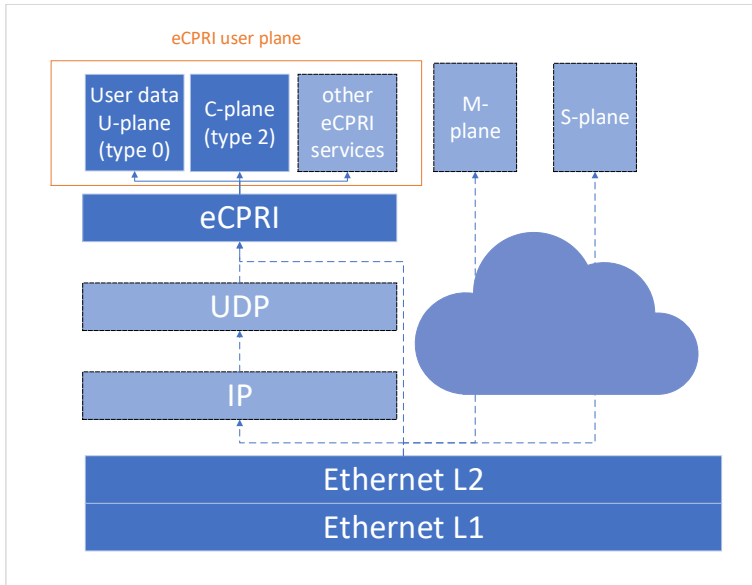 eCPRI user plane
User data
U-plane
(type 0)
C-plane
(type 2)
other
eCPRI
services
M-
plane
S-plane
eCPRI
UDP
IP
Ethernet L2
Ethernet L1